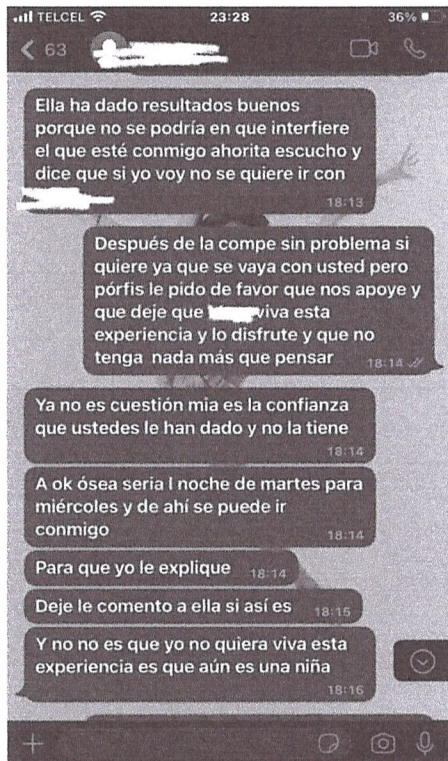 TELCEL 23:28 36%
63
Ella ha dado resultados buenos
porque no se podría en que interfiere
el que esté conmigo ahorita escucho y
dice que si yo voy no se quiere ir con
18:13
Después de la compe sin problema si
quiere ya que se vaya con usted pero
pórfis le pido de favor que nos apoye y
que deje que viva esta
experiencia y lo disfrute y que no
tenga nada más que pensar 18:14
Ya no es cuestión mia es la confianza
que ustedes le han dado y no la tiene
18:14
A ok ósea seria l noche de martes para
miércoles y de ahí se puede ir
conmigo 18:14
Para que yo le explique 18:14
Deje le comento a ella si así es 18:15
Y no no es que yo no quiera viva esta
experiencia es que aún es una niña
18:16